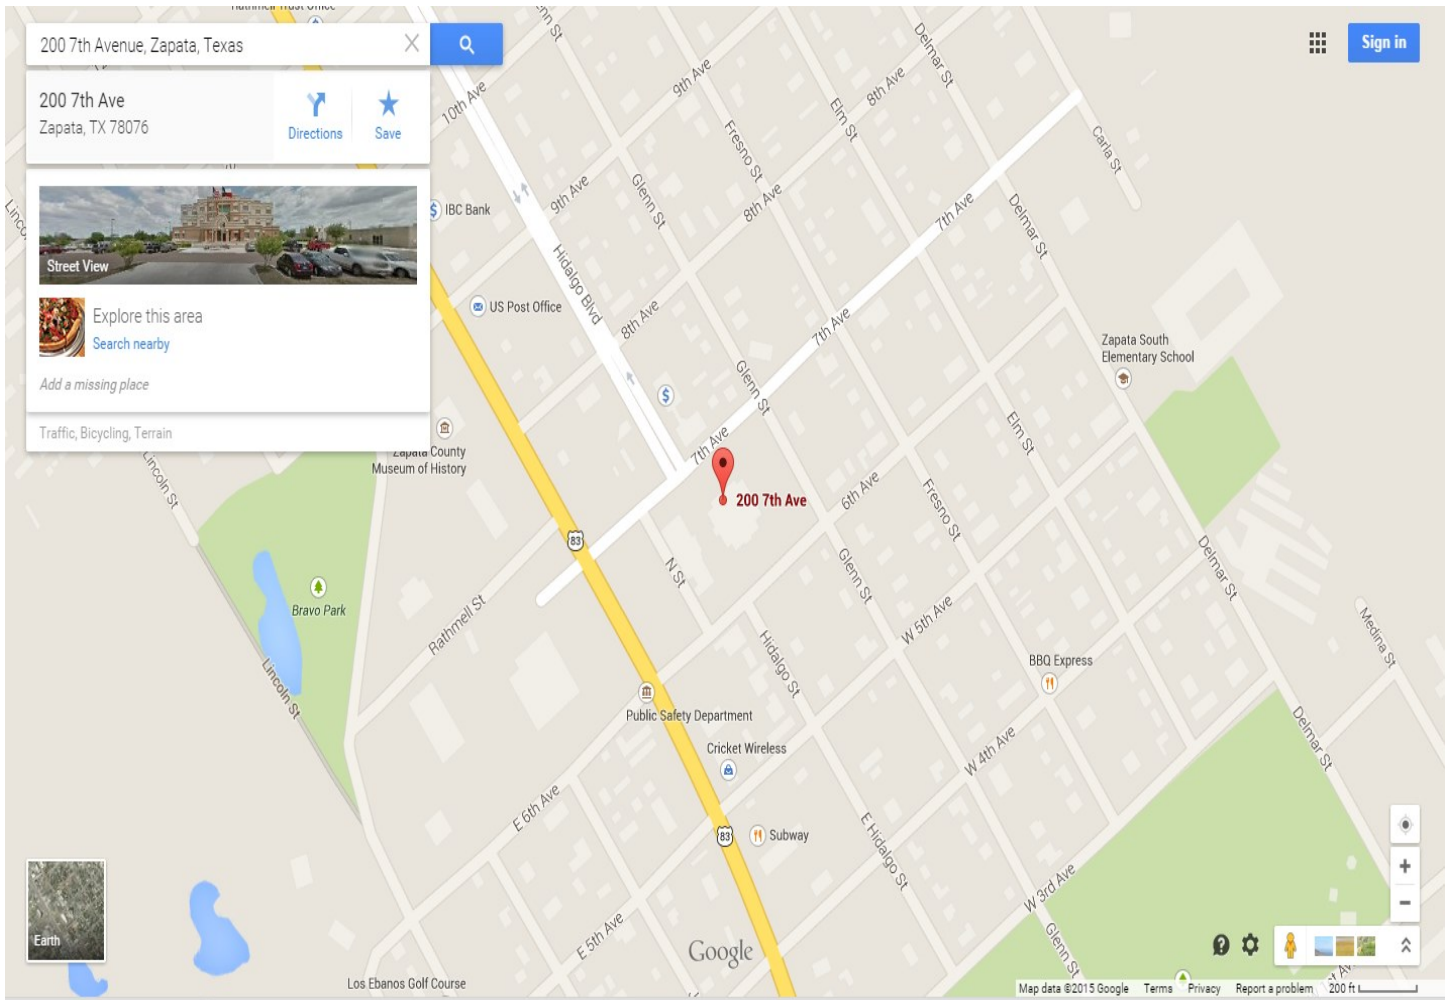 Rathmell Trust Office
200 7th Avenue, Zapata, Texas
Sign in
200 7th Ave
Zapata, TX 78076
Directions
Save
Street View
Explore this area
Search nearby
Add a missing place
Traffic, Bicycling, Terrain
10th Ave
9th Ave
8th Ave
Delmar St
Elm St
Fresno St
Carla St
Glenn St
9th Ave
8th Ave
7th Ave
Delmar St
IBC Bank
Hidalgo Blvd
US Post Office
8th Ave
7th Ave
Glenn St
Zapata South
Elementary School
Zapata County
Museum of History
Lincoln St
7th Ave
Elm St
200 7th Ave
6th Ave
Fresno St
83
N St
Glenn St
Delmar St
Bravo Park
Rathmell St
W 5th Ave
Medina St
Lincoln St
Hidalgo St
BBQ Express
Public Safety Department
Cricket Wireless
W 4th Ave
Delmar St
E 6th Ave
83
Subway
E Hidalgo St
W 3rd Ave
Earth
E 5th Ave
Google
Glenn St
Los Ebanos Golf Course
Map data ©2015 Google
Terms
Privacy
Report a problem
200 ft